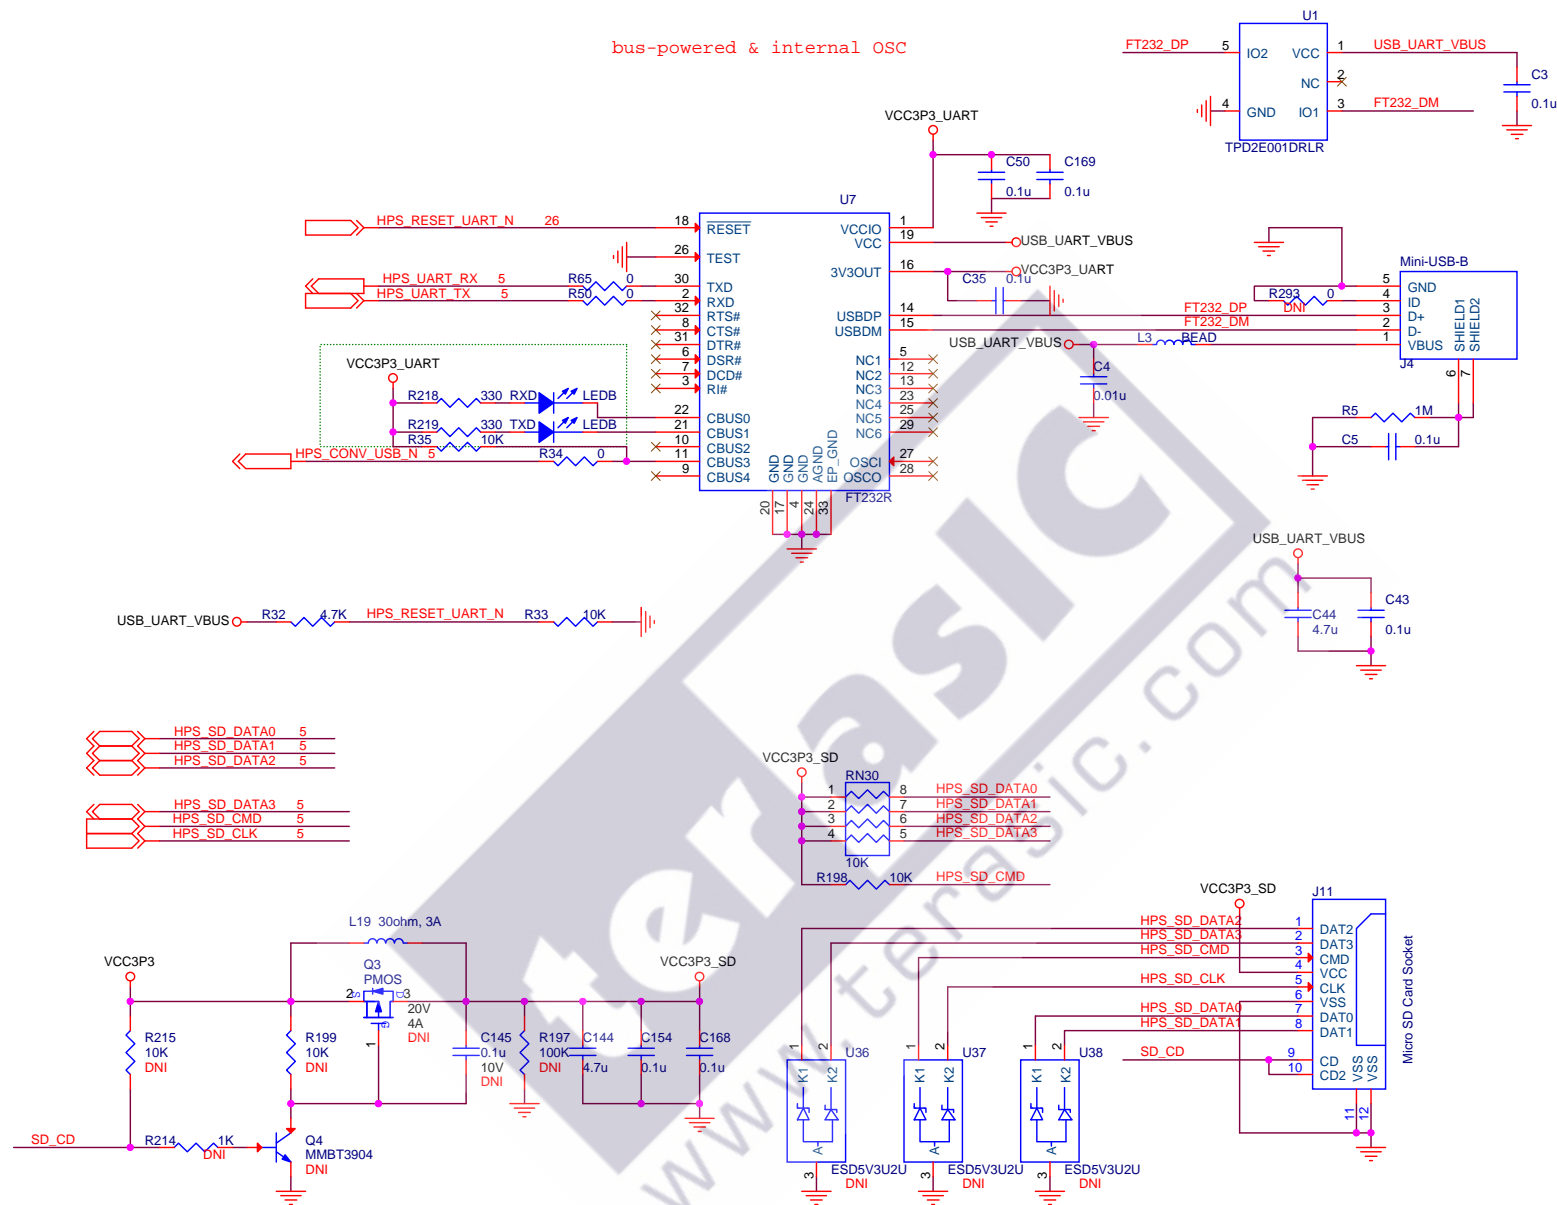 bus-powered & internal OSC
U1
FT232_DP 5 IO2 VCC 1 USB_UART_VBUS
NC 2
C3
0.1u
4 GND IO1 3 FT232_DM
TPD2E001DRLR
VCC3P3_UART
C50 C169
0.1u 0.1u
U7
HPS_RESET_UART_N 26 18 RESET
VCCIO 1
VCC 19 USB_UART_VBUS
26 TEST
3V3OUT 16 VCC3P3_UART
C35 0.1u
HPS_UART_RX 5 R65 0 30 TXD
HPS_UART_TX 5 R50 0 2 RXD
32 RTS#
8 CTS#
31 DTR#
6 DSR#
7 DCD#
3 RI#
USBDP 14 FT232_DP
USBDM 15 FT232_DM
NC1 5
NC2 12
NC3 13
NC4 23
NC5 25
NC6 29
OSCI 27
OSCO 28
Mini-USB-B
5 GND
R293 0 4 ID
DNI
3 D+
2 D-
1 VBUS
SHIELD1
SHIELD2
J4
6 7
USB_UART_VBUS L3 BEAD
C4
0.01u
R5 1M
C5 0.1u
VCC3P3_UART
R218 330 RXD LEDB 22 CBUS0
R219 330 TXD LEDB 21 CBUS1
R35 10K 10 CBUS2
HPS_CONV_USB_N 5 R34 0 11 CBUS3
9 CBUS4
GND GND GND AGND EP_GND
FT232R
20 17 4 24 33
USB_UART_VBUS
C44 C43
4.7u 0.1u
USB_UART_VBUS R32 4.7K HPS_RESET_UART_N R33 10K
HPS_SD_DATA0 5
HPS_SD_DATA1 5
HPS_SD_DATA2 5
HPS_SD_DATA3 5
HPS_SD_CMD 5
HPS_SD_CLK 5
VCC3P3_SD
RN30
1 8 HPS_SD_DATA0
2 7 HPS_SD_DATA1
3 6 HPS_SD_DATA2
4 5 HPS_SD_DATA3
10K
R198 10K HPS_SD_CMD
L19 30ohm, 3A
VCC3P3
Q3
PMOS
2 S D 3
G
1
20V
4A
DNI
VCC3P3_SD
R215
10K
DNI
R199
10K
DNI
C145
0.1u
10V
DNI
R197
100K
DNI
C144
4.7u
C154
0.1u
C168
0.1u
SD_CD R214 1K
DNI
Q4
MMBT3904
DNI
VCC3P3_SD J11
HPS_SD_DATA2 1 DAT2
HPS_SD_DATA3 2 DAT3
HPS_SD_CMD 3 CMD
4 VCC
HPS_SD_CLK 5 CLK
6 VSS
HPS_SD_DATA0 7 DAT0
HPS_SD_DATA1 8 DAT1
SD_CD 9 CD
10 CD2
VSS VSS
11 12
Micro SD Card Socket
1 2 U36
K1 K2
A
3 ESD5V3U2U
DNI
1 2 U37
K1 K2
A
3 ESD5V3U2U
DNI
1 2 U38
K1 K2
A
3 ESD5V3U2U
DNI
terasic
www.terasic.com